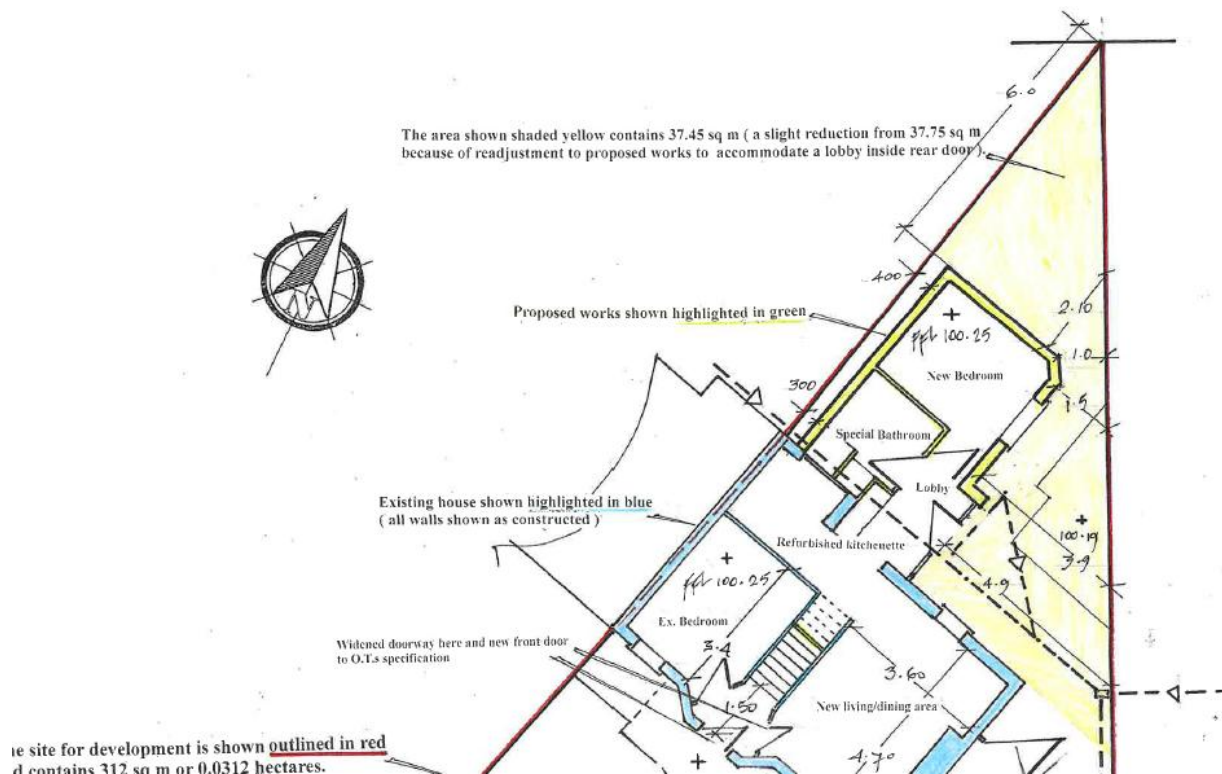 6.0
The area shown shaded yellow contains 37.45 sq m ( a slight reduction from 37.75 sq m
because of readjustment to proposed works to accommodate a lobby inside rear door ).
400
2.10
Proposed works shown highlighted in green
ffl 100.25
1.0
New Bedroom
300
1.5
Special Bathroom
Lobby
Existing house shown highlighted in blue
( all walls shown as constructed )
100.19
Refurbished kitchenette
3.9
ffl 100.25
4.9
Ex. Bedroom
Widened doorway here and new front door
to O.T.s specification
3.4
3.60
1.50
New living/dining area
e site for development is shown outlined in red
4.70
d contains 312 sq m or 0.0312 hectares.